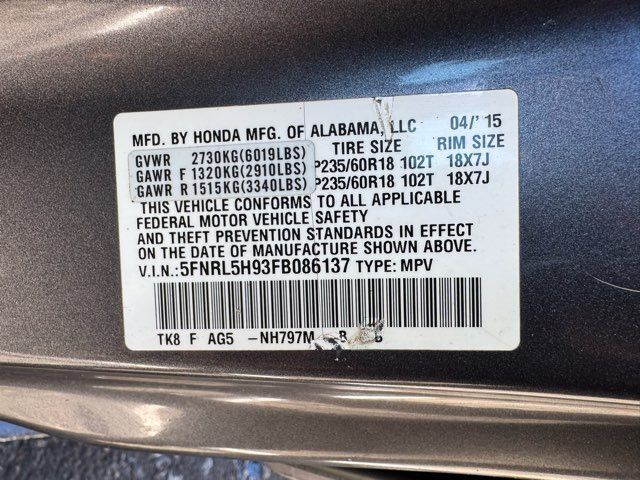 MFD. BY HONDA MFG. OF ALABAMA, LLC 04/'15
TIRE SIZE RIM SIZE
GVWR 2730KG(6019LBS)
GAWR F 1320KG(2910LBS) P235/60R18 102T 18X7J
GAWR R 1515KG(3340LBS) P235/60R18 102T 18X7J
THIS VEHICLE CONFORMS TO ALL APPLICABLE
FEDERAL MOTOR VEHICLE SAFETY
AND THEFT PREVENTION STANDARDS IN EFFECT
ON THE DATE OF MANUFACTURE SHOWN ABOVE.
V.I.N.:5FNRL5H93FB086137 TYPE: MPV
TK8 F AG5 -NH797M B